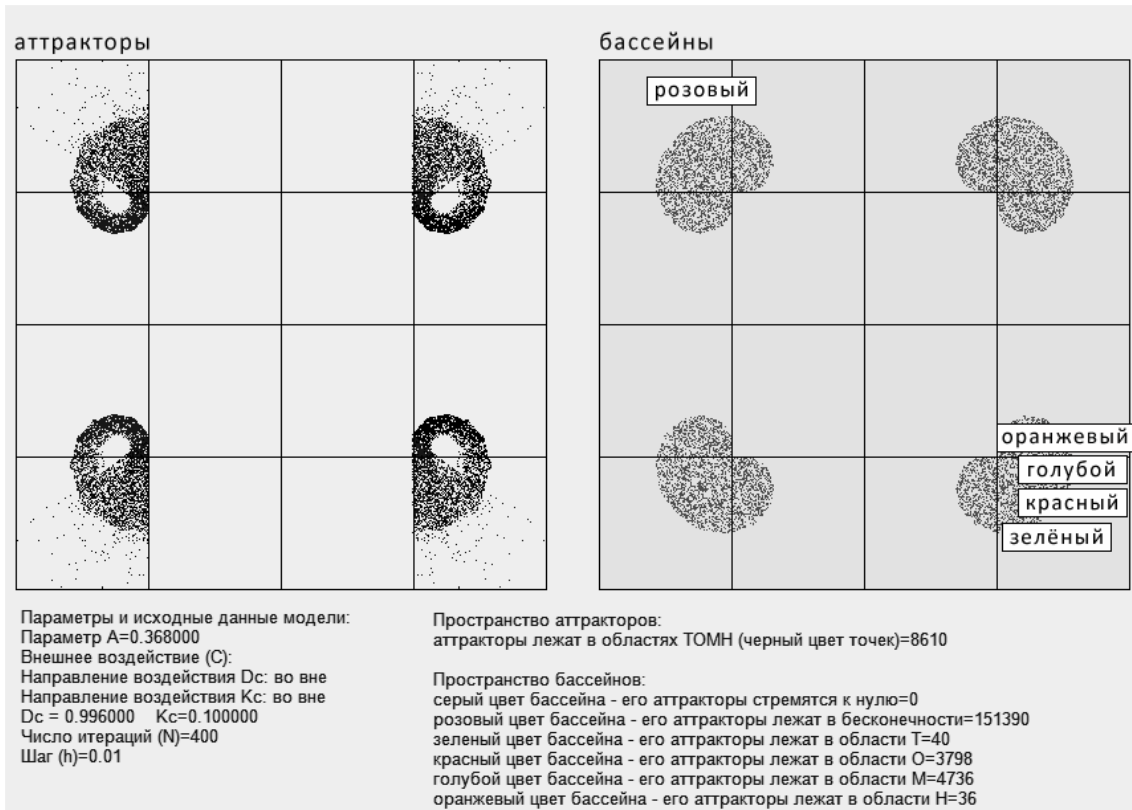 аттракторы
бассейны
розовый
оранжевый
голубой
красный
зелёный
Параметры и исходные данные модели:
Параметр А=0.368000
Внешнее воздействие (С):
Направление воздействия Dc: во вне
Направление воздействия Kc: во вне
Dc = 0.996000 Kc=0.100000
Число итераций (N)=400
Шаг (h)=0.01
Пространство аттракторов:
аттракторы лежат в областях ТОМН (черный цвет точек)=8610
Пространство бассейнов:
серый цвет бассейна - его аттракторы стремятся к нулю=0
розовый цвет бассейна - его аттракторы лежат в бесконечности=151390
зеленый цвет бассейна - его аттракторы лежат в области Т=40
красный цвет бассейна - его аттракторы лежат в области О=3798
голубой цвет бассейна - его аттракторы лежат в области М=4736
оранжевый цвет бассейна - его аттракторы лежат в области Н=36